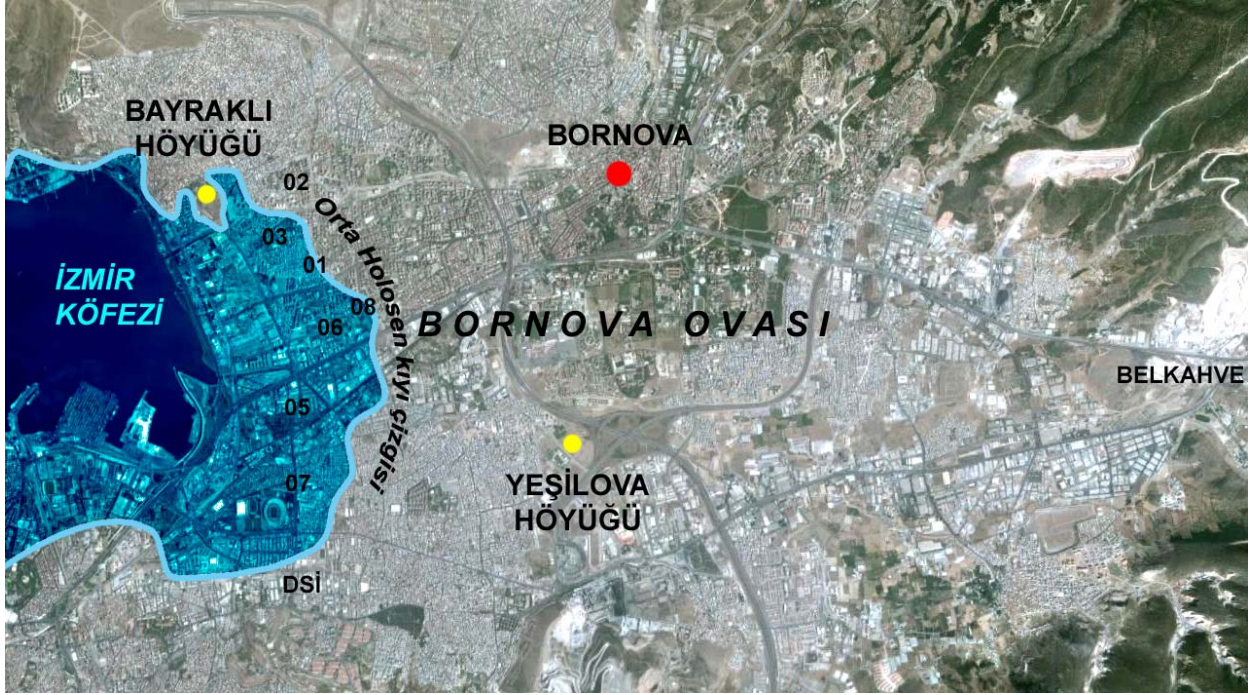 BAYRAKLI
HÖYÜĞÜ
BORNOVA
02
Orta Holosen kıyı çizgisi
03
01
İZMİR
KÖFEZİ
08
06
BORNOVA OVASI
BELKAHVE
05
YEŞİLOVA
HÖYÜĞÜ
07
DSİ